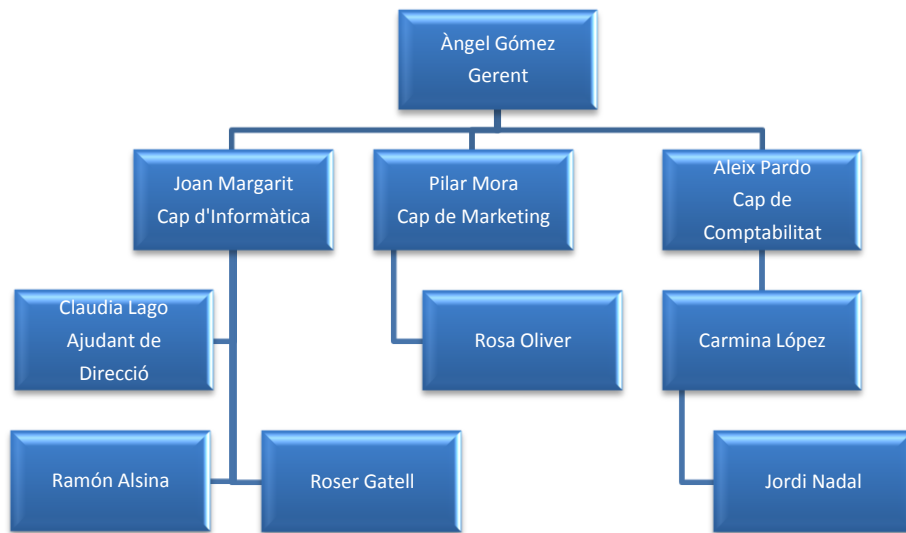 Àngel Gómez
Gerent
Joan Margarit
Cap d'Informàtica
Pilar Mora
Cap de Marketing
Aleix Pardo
Cap de
Comptabilitat
Claudia Lago
Ajudant de
Direcció
Rosa Oliver
Carmina López
Ramón Alsina
Roser Gatell
Jordi Nadal